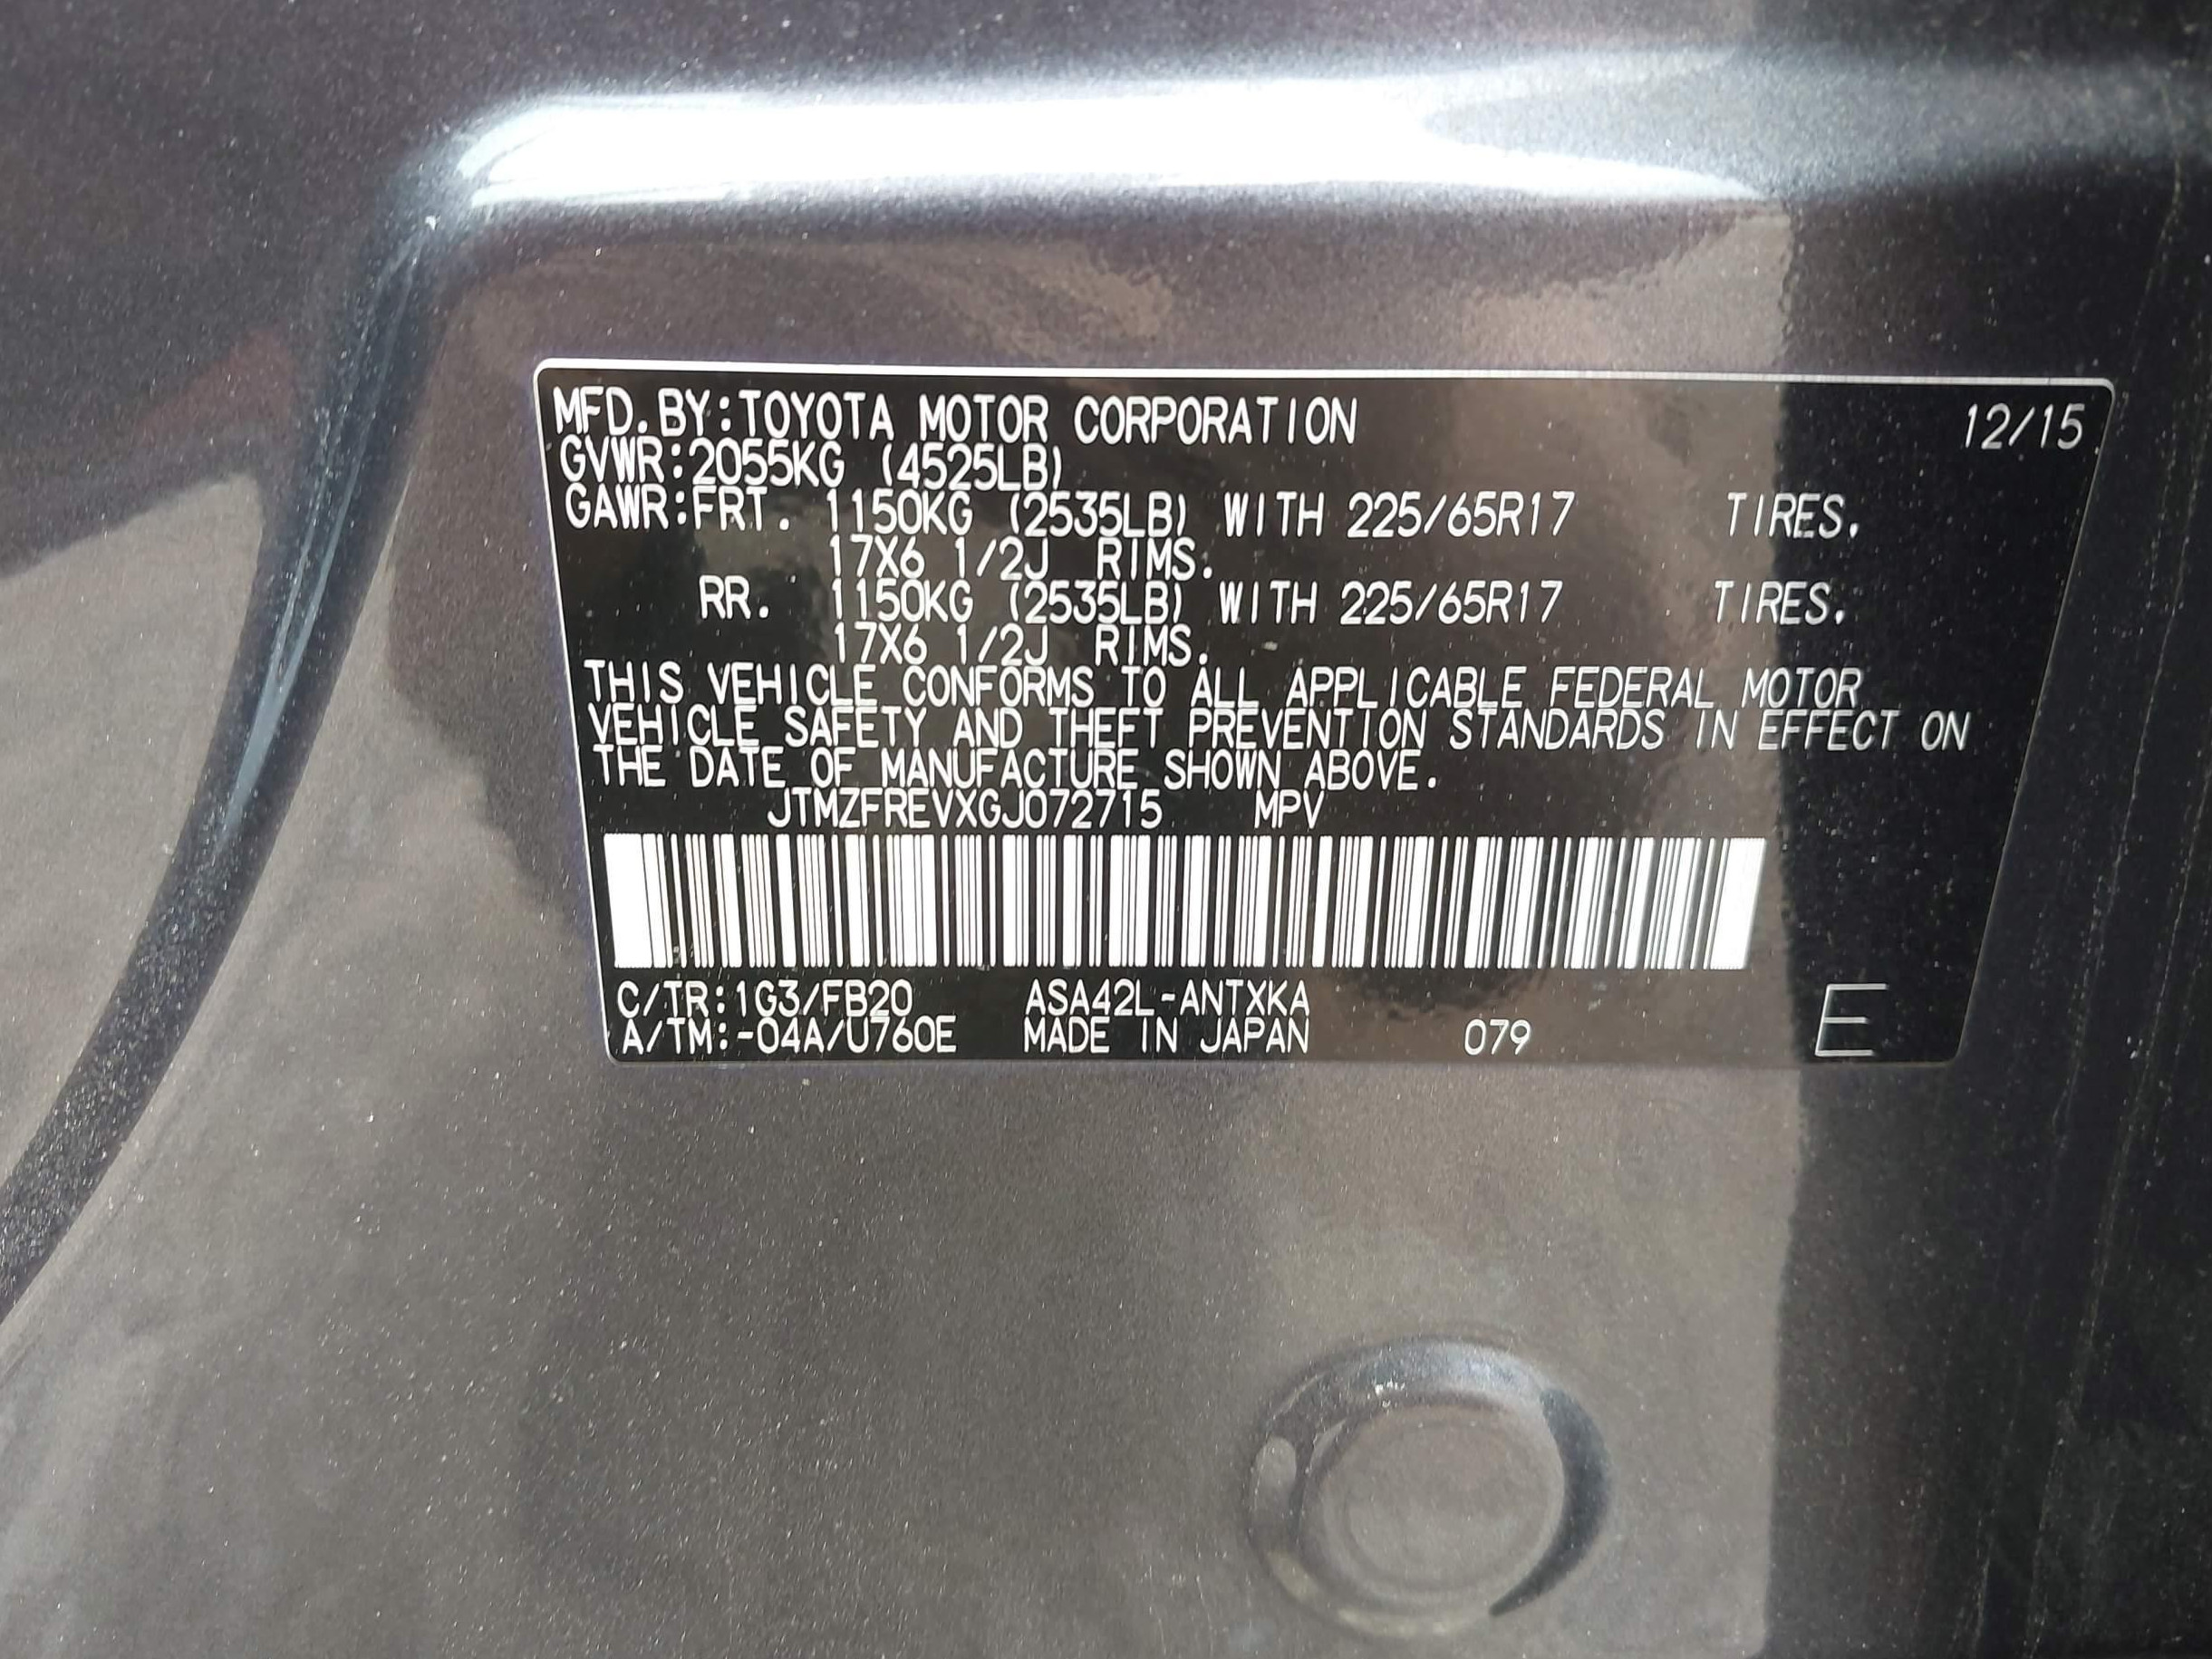 MFD. BY:TOYOTA MOTOR CORPORATION 12/15
GVWR:2055KG (4525LB)
GAWR:FRT. 1150KG (2535LB) WITH 225/65R17 TIRES.
17X6 1/2J RIMS.
RR. 1150KG (2535LB) WITH 225/65R17 TIRES.
17X6 1/2J RIMS.
THIS VEHICLE CONFORMS TO ALL APPLICABLE FEDERAL MOTOR
VEHICLE SAFETY AND THEFT PREVENTION STANDARDS IN EFFECT ON
THE DATE OF MANUFACTURE SHOWN ABOVE.
JTMZFREVXGJ072715 MPV
C/TR:1G3/FB20 ASA42L-ANTXKA
A/TM:-04A/U760E MADE IN JAPAN 079 E